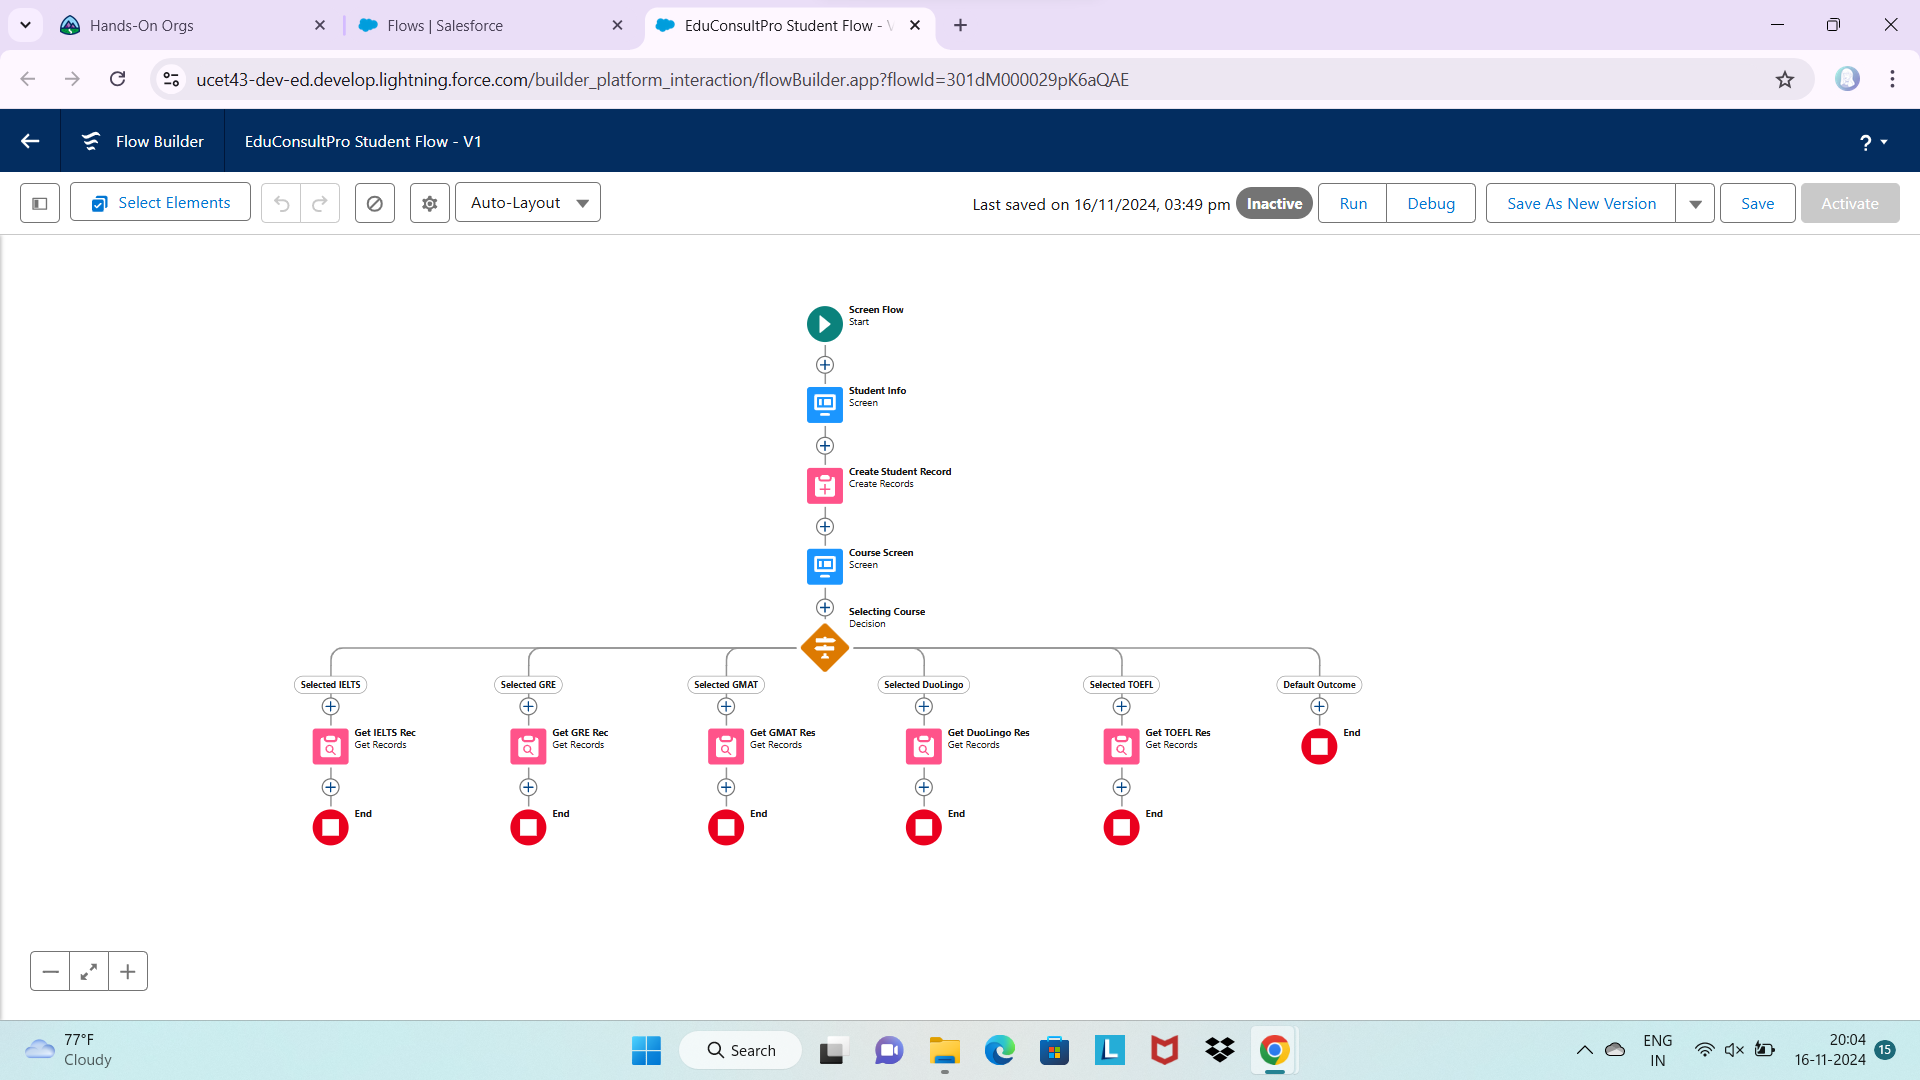 Hands-On Orgs
Flows | Salesforce
EduConsultPro Student Flow - V
ucet43-dev-ed.develop.lightning.force.com/builder_platform_interaction/flowBuilder.app?flowId=301dM000029pK6aQAE
Flow Builder
EduConsultPro Student Flow - V1
?
Select Elements
Auto-Layout
Last saved on 16/11/2024, 03:49 pm
Inactive
Run
Debug
Save As New Version
Save
Activate
Screen Flow
Start
Student Info
Screen
Create Student Record
Create Records
Course Screen
Screen
Selecting Course
Decision
Selected IELTS
Selected GRE
Selected GMAT
Selected DuoLingo
Selected TOEFL
Default Outcome
Get IELTS Rec
Get Records
Get GRE Rec
Get Records
Get GMAT Res
Get Records
Get DuoLingo Res
Get Records
Get TOEFL Res
Get Records
End
End
End
End
End
End
77°F
Cloudy
Search
L
ENG
IN
20:04
16-11-2024
15